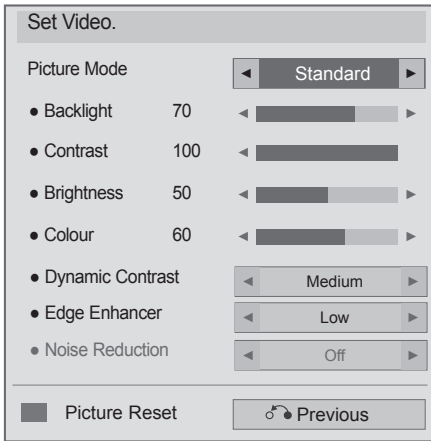 Set Video.
Picture Mode ◄ Standard ►
● Backlight 70 ◄ ►
● Contrast 100 ◄
● Brightness 50 ◄ ►
● Colour 60 ◄ ►
● Dynamic Contrast ◄ Medium ►
● Edge Enhancer ◄ Low ►
● Noise Reduction ◄ Off ►
Picture Reset Previous